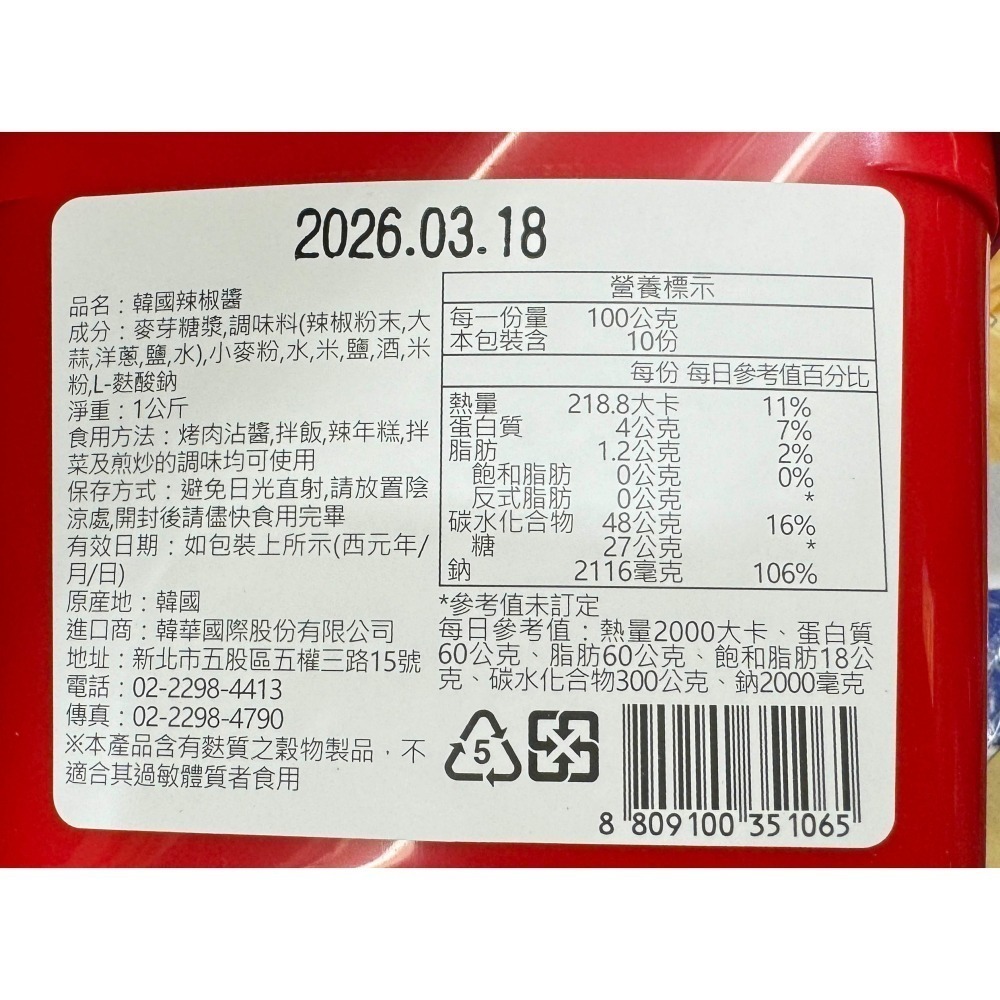 2026.03.18
品名：韓國辣椒醬
成分：麥芽糖漿,調味料(辣椒粉末,大
蒜,洋蔥,鹽,水),小麥粉,水,米,鹽,酒,米
粉,L-麩酸鈉
淨重：1公斤
食用方法：烤肉沾醬,拌飯,辣年糕,拌
菜及煎炒的調味均可使用
保存方式：避免日光直射,請放置陰
涼處,開封後請儘快食用完畢
有效日期：如包裝上所示(西元年/
月/日)
原產地：韓國
進口商：韓華國際股份有限公司
地址：新北市五股區五權三路15號
電話：02-2298-4413
傳真：02-2298-4790
※本產品含有麩質之穀物製品，不
適合其過敏體質者食用
營養標示
每一份量 100公克
本包裝含 10份
每份 每日參考值百分比
熱量 218.8大卡 11%
蛋白質 4公克 7%
脂肪 1.2公克 2%
飽和脂肪 0公克 0%
反式脂肪 0公克 *
碳水化合物 48公克 16%
糖 27公克 *
鈉 2116毫克 106%
*參考值未訂定
每日參考值：熱量2000大卡、蛋白質
60公克、脂肪60公克、飽和脂肪18公
克、碳水化合物300公克、鈉2000毫克
5
8 809100 351065